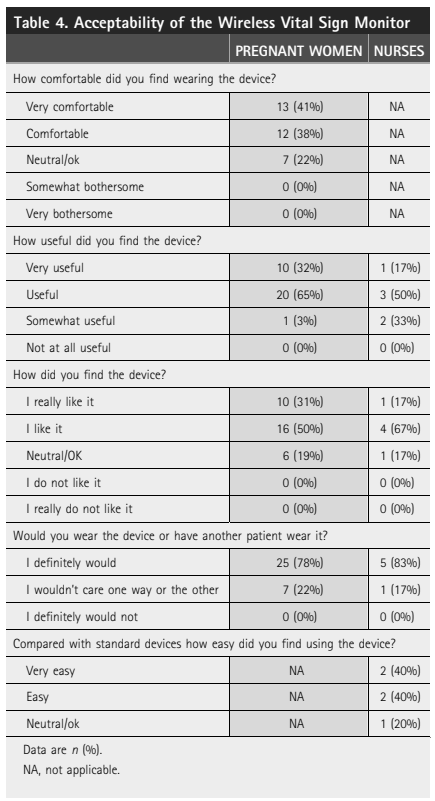 Table 4. Acceptability of the Wireless Vital Sign Monitor
PREGNANT WOMEN NURSES
How comfortable did you find wearing the device?
Very comfortable 13 (41%) NA
Comfortable 12 (38%) NA
Neutral/ok 7 (22%) NA
Somewhat bothersome 0 (0%) NA
Very bothersome 0 (0%) NA
How useful did you find the device?
Very useful 10 (32%) 1 (17%)
Useful 20 (65%) 3 (50%)
Somewhat useful 1 (3%) 2 (33%)
Not at all useful 0 (0%) 0 (0%)
How did you find the device?
I really like it 10 (31%) 1 (17%)
I like it 16 (50%) 4 (67%)
Neutral/OK 6 (19%) 1 (17%)
I do not like it 0 (0%) 0 (0%)
I really do not like it 0 (0%) 0 (0%)
Would you wear the device or have another patient wear it?
I definitely would 25 (78%) 5 (83%)
I wouldn't care one way or the other 7 (22%) 1 (17%)
I definitely would not 0 (0%) 0 (0%)
Compared with standard devices how easy did you find using the device?
Very easy NA 2 (40%)
Easy NA 2 (40%)
Neutral/ok NA 1 (20%)
Data are n (%).
NA, not applicable.